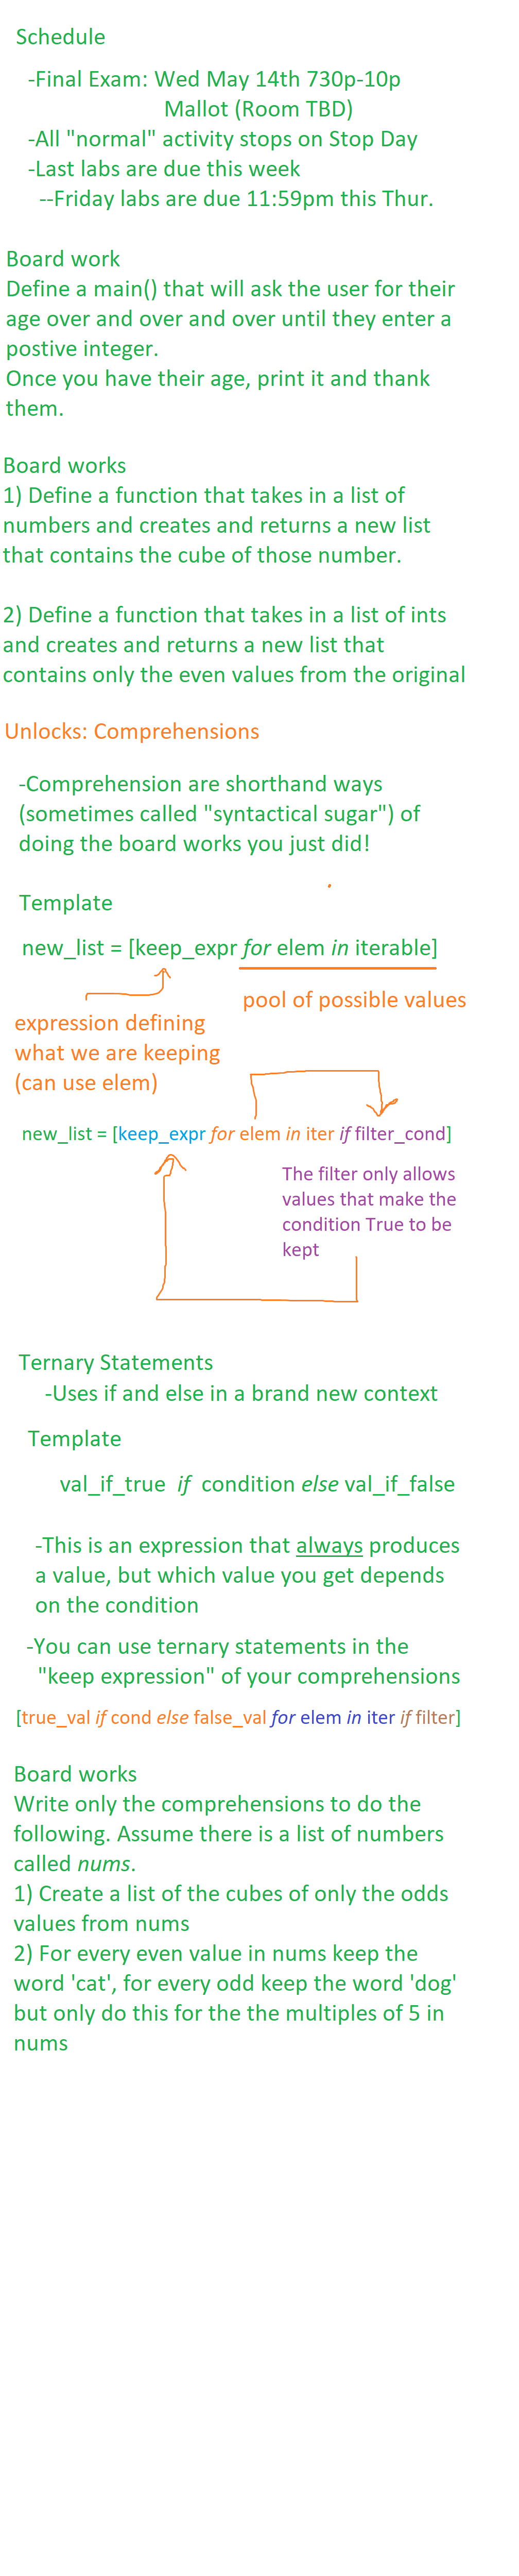 Schedule
-Final Exam: Wed May 14th 730p-10p
Mallot (Room TBD)
-All "normal" activity stops on Stop Day
-Last labs are due this week
--Friday labs are due 11:59pm this Thur.
Board work
Define a main() that will ask the user for their
age over and over and over until they enter a
postive integer.
Once you have their age, print it and thank
them.
Board works
1) Define a function that takes in a list of
numbers and creates and returns a new list
that contains the cube of those number.
2) Define a function that takes in a list of ints
and creates and returns a new list that
contains only the even values from the original
Unlocks: Comprehensions
-Comprehension are shorthand ways
(sometimes called "syntactical sugar") of
doing the board works you just did!
Template
new_list = [keep_expr for elem in iterable]
pool of possible values
expression defining
what we are keeping
(can use elem)
new_list = [keep_expr for elem in iter if filter_cond]
The filter only allows
values that make the
condition True to be
kept
Ternary Statements
-Uses if and else in a brand new context
Template
val_if_true if condition else val_if_false
-This is an expression that always produces
a value, but which value you get depends
on the condition
-You can use ternary statements in the
"keep expression" of your comprehensions
[true_val if cond else false_val for elem in iter if filter]
Board works
Write only the comprehensions to do the
following. Assume there is a list of numbers
called nums.
1) Create a list of the cubes of only the odds
values from nums
2) For every even value in nums keep the
word 'cat', for every odd keep the word 'dog'
but only do this for the the multiples of 5 in
nums